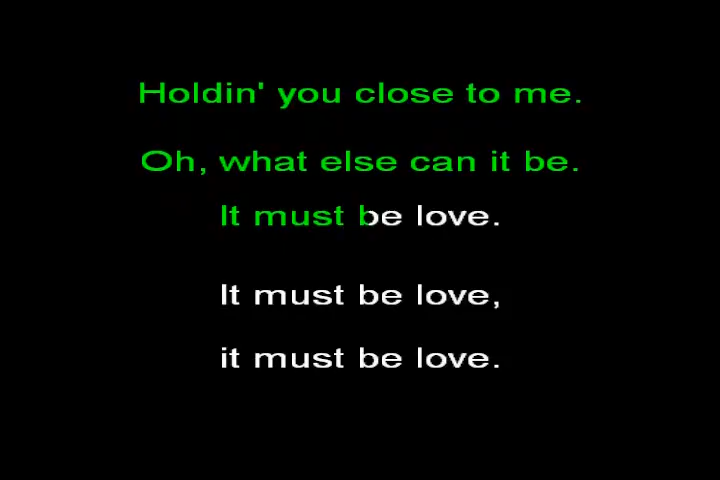 Holdin' you close to me.
Oh, what else can it be.
It must be love.
It must be love,
it must be love.